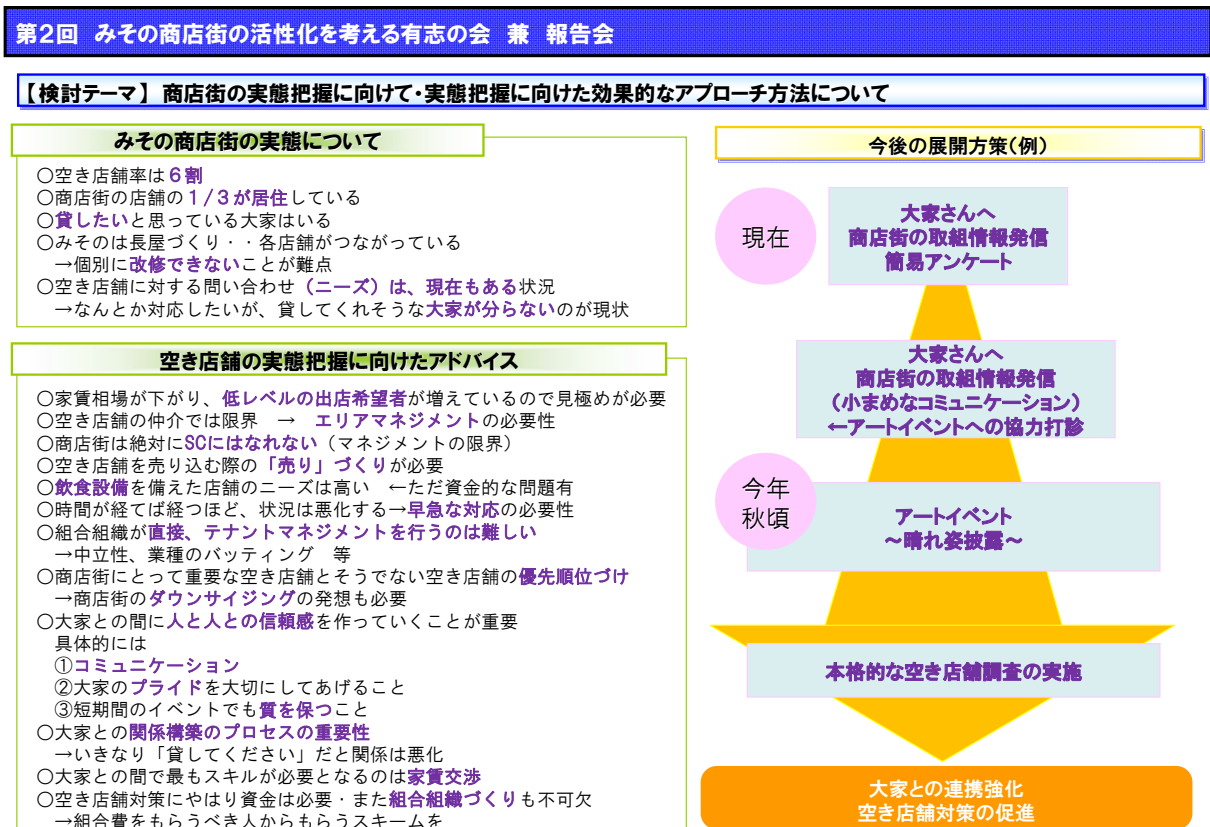 第2回 みその商店街の活性化を考える有志の会 兼 報告会
【検討テーマ】商店街の実態把握に向けて・実態把握に向けた効果的なアプローチ方法について
みその商店街の実態について
○空き店舗率は6割
○商店街の店舗の1/3が居住している
○貸したいと思っている大家はいる
○みそのは長屋づくり・・各店舗がつながっている
→個別に改修できないことが難点
○空き店舗に対する問い合わせ(ニーズ)は、現在もある状況
→なんとか対応したいが、貸してくれそうな大家が分らないのが現状
空き店舗の実態把握に向けたアドバイス
○家賃相場が下がり、低レベルの出店希望者が増えているので見極めが必要
○空き店舗の仲介では限界 → エリアマネジメントの必要性
○商店街は絶対にSCにはなれない(マネジメントの限界)
○空き店舗を売り込む際の「売り」づくりが必要
○飲食設備を備えた店舗のニーズは高い ←ただ資金的な問題有
○時間が経てば経つほど、状況は悪化する→早急な対応の必要性
○組合組織が直接、テナントマネジメントを行うのは難しい
→中立性、業種のバッティング 等
○商店街にとって重要な空き店舗とそうでない空き店舗の優先順位づけ
→商店街のダウンサイジングの発想も必要
○大家との間に人と人との信頼感を作っていくことが重要
具体的には
①コミュニケーション
②大家のプライドを大切にしてあげること
③短期間のイベントでも質を保つこと
○大家との関係構築のプロセスの重要性
→いきなり「貸してください」だと関係は悪化
○大家との間で最もスキルが必要となるのは家賃交渉
○空き店舗対策にやはり資金は必要・また組合組織づくりも不可欠
→組合費をもらうべき人からもらうスキームを
今後の展開方策(例)
現在
大家さんへ
商店街の取組情報発信
簡易アンケート
大家さんへ
商店街の取組情報発信
(小まめなコミュニケーション)
←アートイベントへの協力打診
今年
秋頃
アートイベント
～晴れ姿披露～
本格的な空き店舗調査の実施
大家との連携強化
空き店舗対策の促進